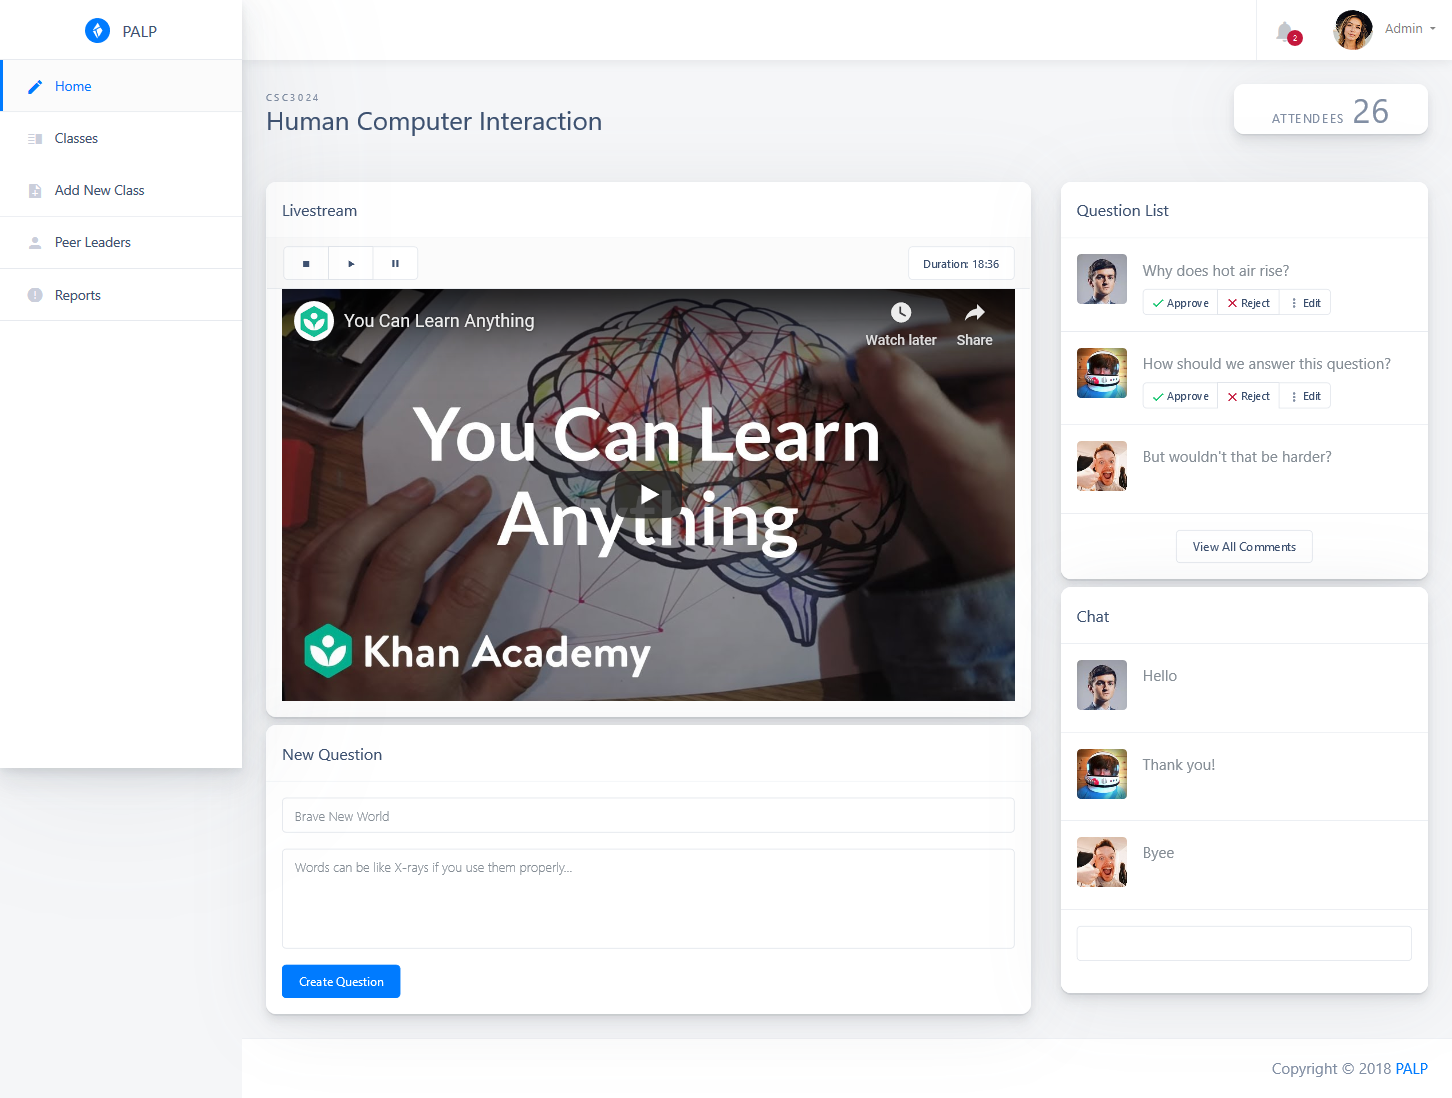 PALP
2
Admin
Home
Classes
Add New Class
Peer Leaders
Reports
CSC3024
Human Computer Interaction
ATTENDEES 26
Livestream
Duration: 18:36
You Can Learn Anything
Watch later
Share
You Can Learn
Anything
Khan Academy
New Question
Brave New World
Words can be like X-rays if you use them properly...
Create Question
Question List
Why does hot air rise?
Approve Reject Edit
How should we answer this question?
Approve Reject Edit
But wouldn't that be harder?
View All Comments
Chat
Hello
Thank you!
Byee
Copyright © 2018 PALP